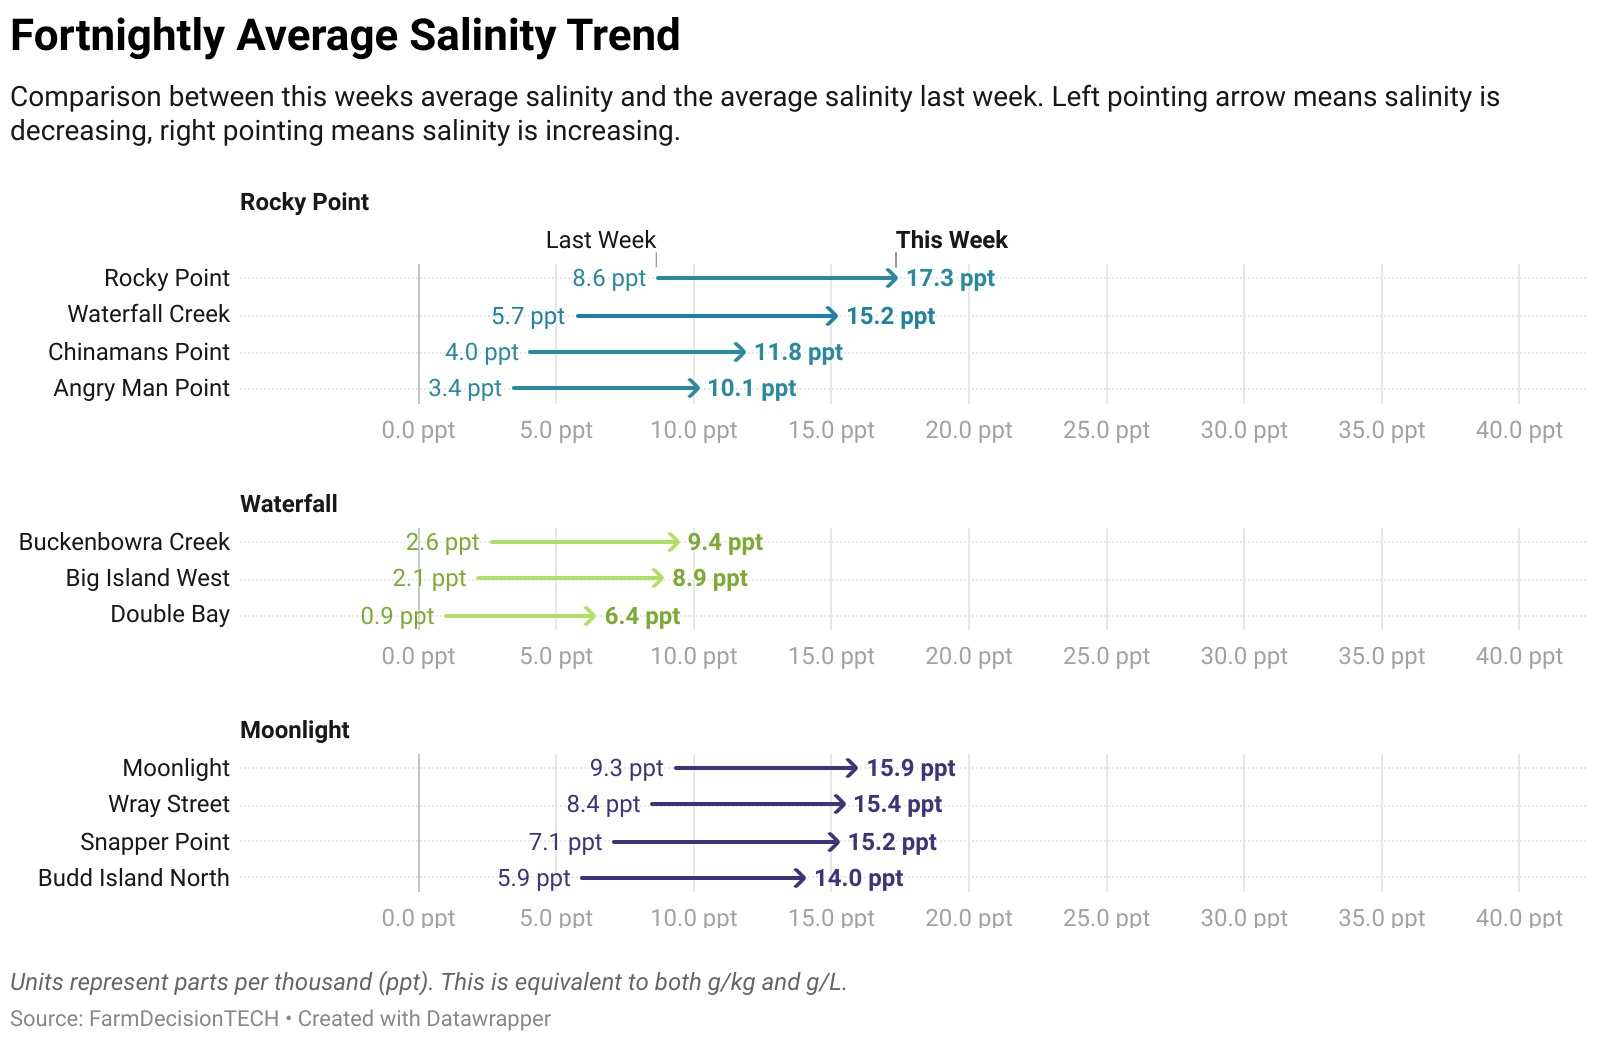 Fortnightly Average Salinity Trend
Comparison between this weeks average salinity and the average salinity last week. Left pointing arrow means salinity is
decreasing, right pointing means salinity is increasing.
Rocky Point
Last Week This Week
Rocky Point 8.6 ppt 17.3 ppt
Waterfall Creek 5.7 ppt 15.2 ppt
Chinamans Point 4.0 ppt 11.8 ppt
Angry Man Point 3.4 ppt 10.1 ppt
0.0 ppt 5.0 ppt 10.0 ppt 15.0 ppt 20.0 ppt 25.0 ppt 30.0 ppt 35.0 ppt 40.0 ppt
Waterfall
Buckenbowra Creek 2.6 ppt 9.4 ppt
Big Island West 2.1 ppt 8.9 ppt
Double Bay 0.9 ppt 6.4 ppt
0.0 ppt 5.0 ppt 10.0 ppt 15.0 ppt 20.0 ppt 25.0 ppt 30.0 ppt 35.0 ppt 40.0 ppt
Moonlight
Moonlight 9.3 ppt 15.9 ppt
Wray Street 8.4 ppt 15.4 ppt
Snapper Point 7.1 ppt 15.2 ppt
Budd Island North 5.9 ppt 14.0 ppt
0.0 ppt 5.0 ppt 10.0 ppt 15.0 ppt 20.0 ppt 25.0 ppt 30.0 ppt 35.0 ppt 40.0 ppt
Units represent parts per thousand (ppt). This is equivalent to both g/kg and g/L.
Source: FarmDecisionTECH • Created with Datawrapper